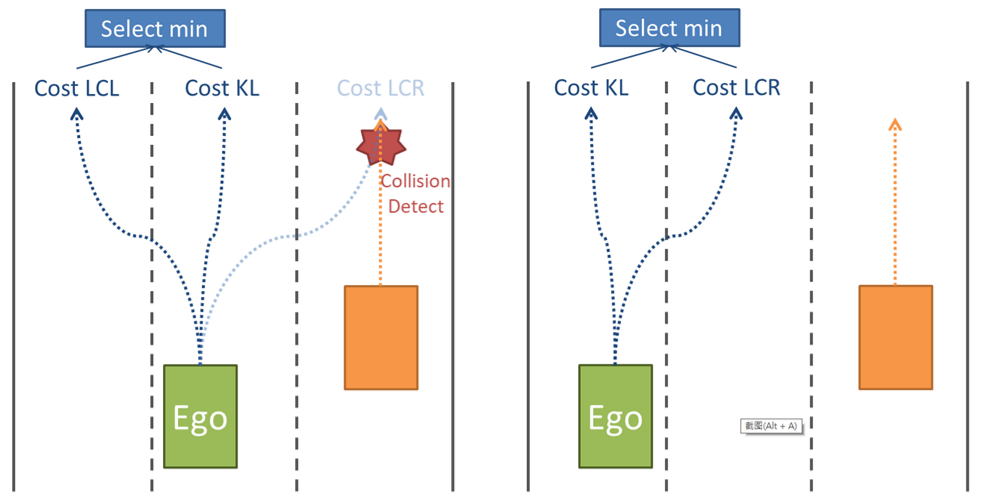 Select min
Cost LCL
Cost KL
Cost LCR
Collision
Detect
Ego
Select min
Cost KL
Cost LCR
Ego
截图(Alt + A)